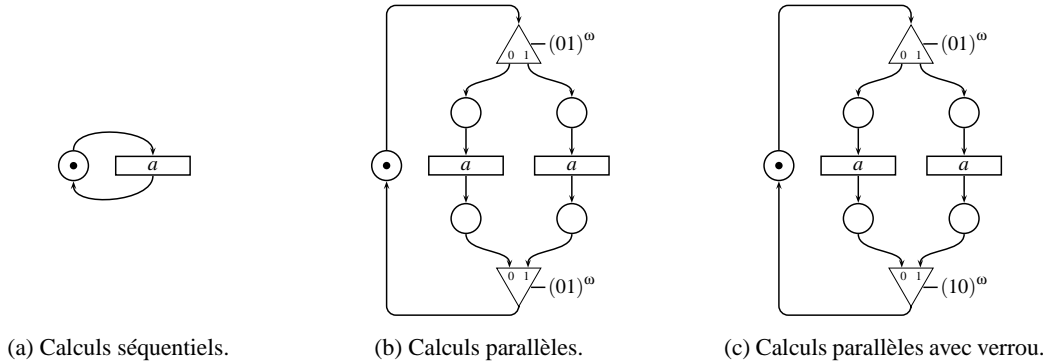 (01)^ω
0 1
a
a
a
0 1
(01)^ω
(01)^ω
0 1
a
a
0 1
(10)^ω
(a) Calculs séquentiels.
(b) Calculs parallèles.
(c) Calculs parallèles avec verrou.